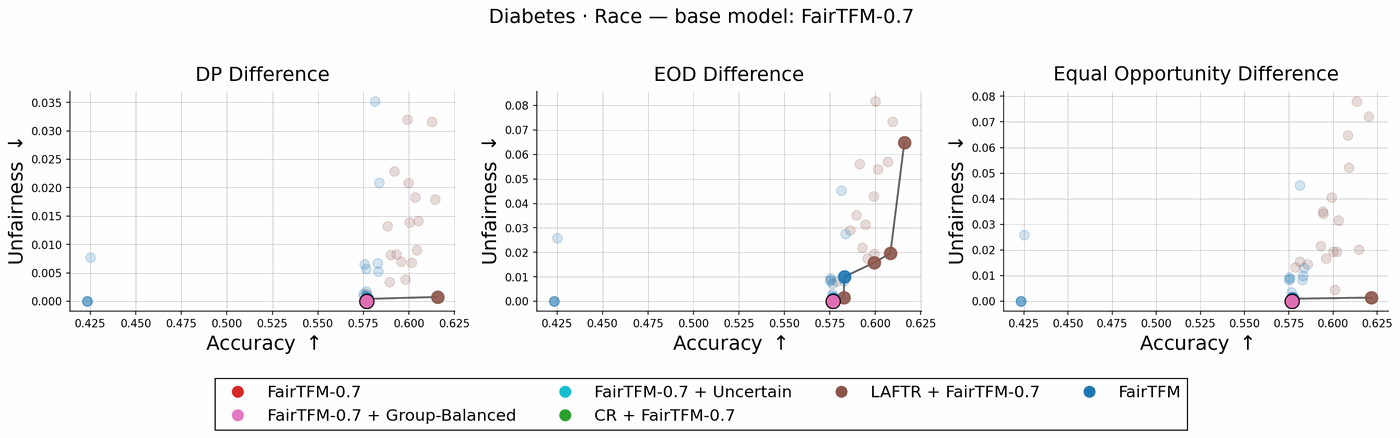 Diabetes · Race — base model: FairTFM-0.7
DP Difference
EOD Difference
Equal Opportunity Difference
Unfairness ↓
0.035
0.030
0.025
0.020
0.015
0.010
0.005
0.000
0.425 0.450 0.475 0.500 0.525 0.550 0.575 0.600 0.625
Accuracy ↑
Unfairness ↓
0.08
0.07
0.06
0.05
0.04
0.03
0.02
0.01
0.00
0.425 0.450 0.475 0.500 0.525 0.550 0.575 0.600 0.625
Accuracy ↑
Unfairness ↓
0.08
0.07
0.06
0.05
0.04
0.03
0.02
0.01
0.00
0.425 0.450 0.475 0.500 0.525 0.550 0.575 0.600 0.625
Accuracy ↑
FairTFM-0.7
FairTFM-0.7 + Group-Balanced
FairTFM-0.7 + Uncertain
CR + FairTFM-0.7
LAFTR + FairTFM-0.7
FairTFM